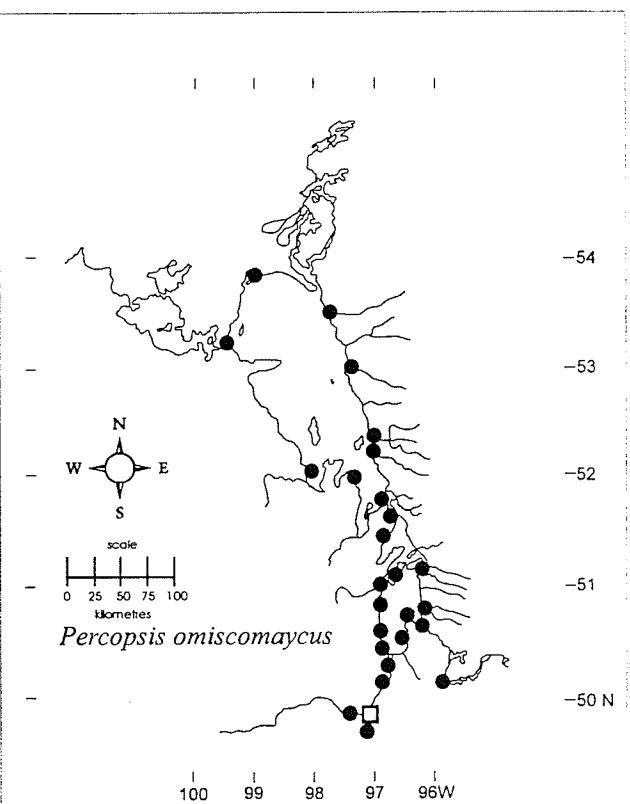 –54
–53
N
W E
S
–52
scale
0 25 50 75 100
kilometres
–51
Percopsis omiscomaycus
–50 N
100 99 98 97 96W